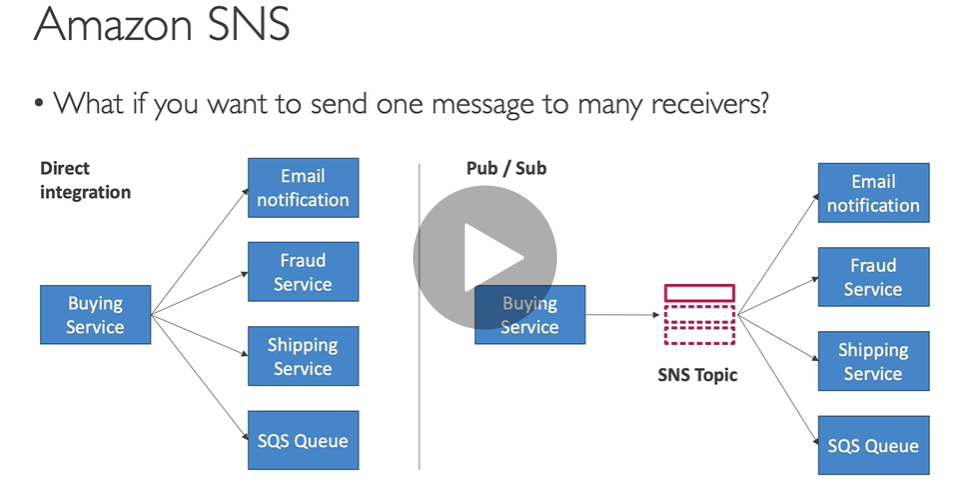 Amazon SNS
• What if you want to send one message to many receivers?
Direct
integration
Email
notification
Fraud
Service
Buying
Service
Shipping
Service
SQS Queue
Pub / Sub
Email
notification
Fraud
Service
Buying
Service
SNS Topic
Shipping
Service
SQS Queue